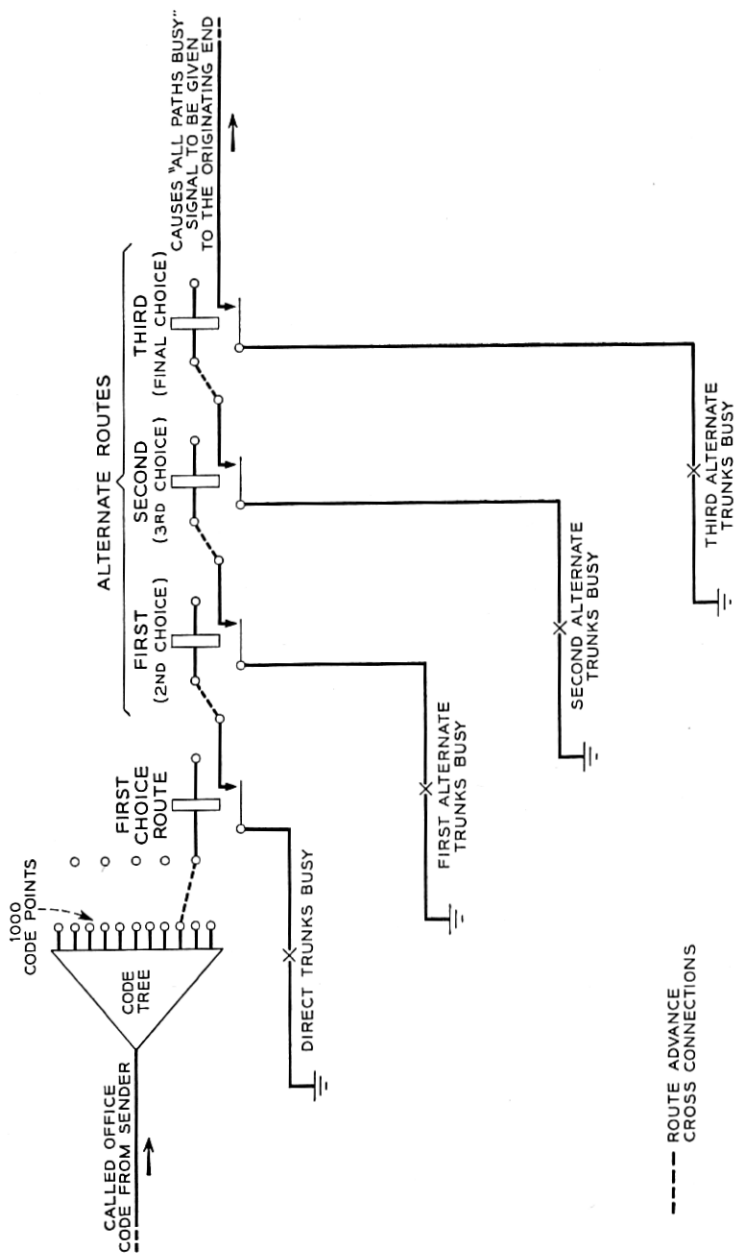 CALLED OFFICE
CODE FROM SENDER
CODE
TREE
1000
CODE POINTS
FIRST
CHOICE
ROUTE
ALTERNATE ROUTES
FIRST
(2ND CHOICE)
SECOND
(3RD CHOICE)
THIRD
(FINAL CHOICE)
CAUSES "ALL PATHS BUSY"
SIGNAL TO BE GIVEN
TO THE ORIGINATING END
DIRECT TRUNKS BUSY
FIRST ALTERNATE
TRUNKS BUSY
SECOND ALTERNATE
TRUNKS BUSY
THIRD ALTERNATE
TRUNKS BUSY
ROUTE ADVANCE
CROSS CONNECTIONS